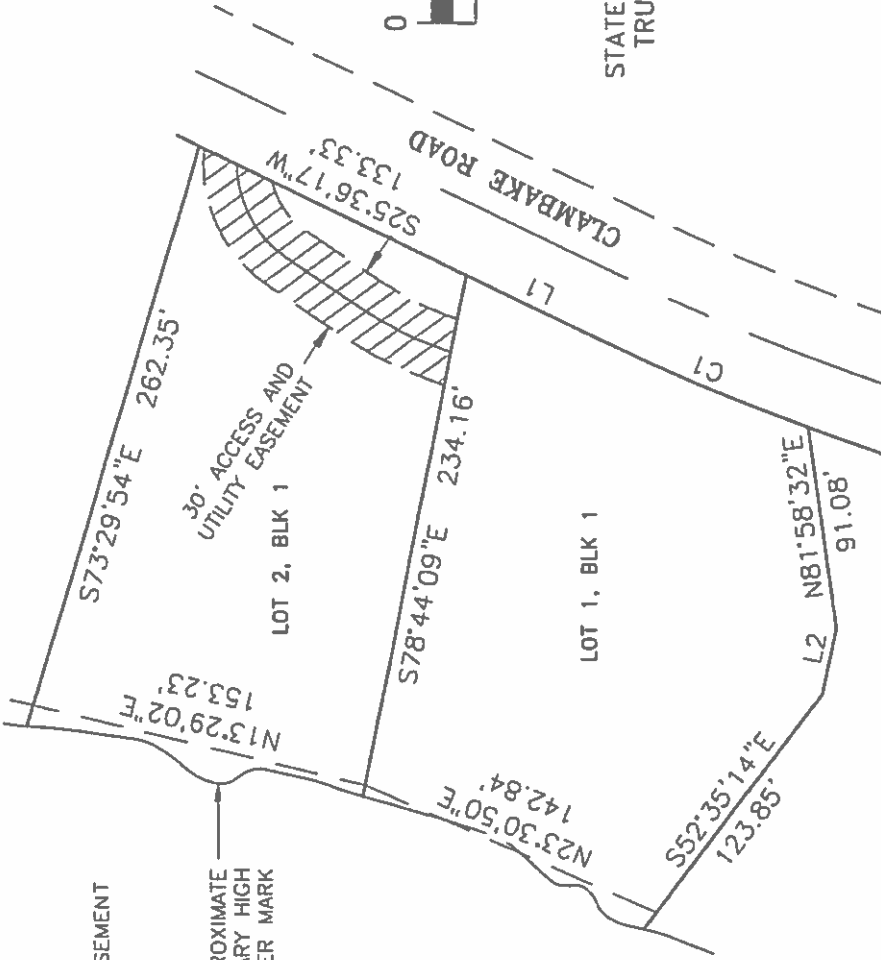 0
STATE
TRU
CLAMBAKE ROAD
S25°36'17"W
133.33'
S73°29'54"E 262.35'
30' ACCESS AND
UTILITY EASEMENT
LOT 2, BLK 1
L1
C1
S78°44'09"E 234.16'
N13°29'02"E
153.23'
LOT 1, BLK 1
N81°58'32"E
91.08'
L2
N23°30'50"E
142.84'
S52°35'14"E
123.85'
SEMENT
ROXIMATE
ARY HIGH
ER MARK